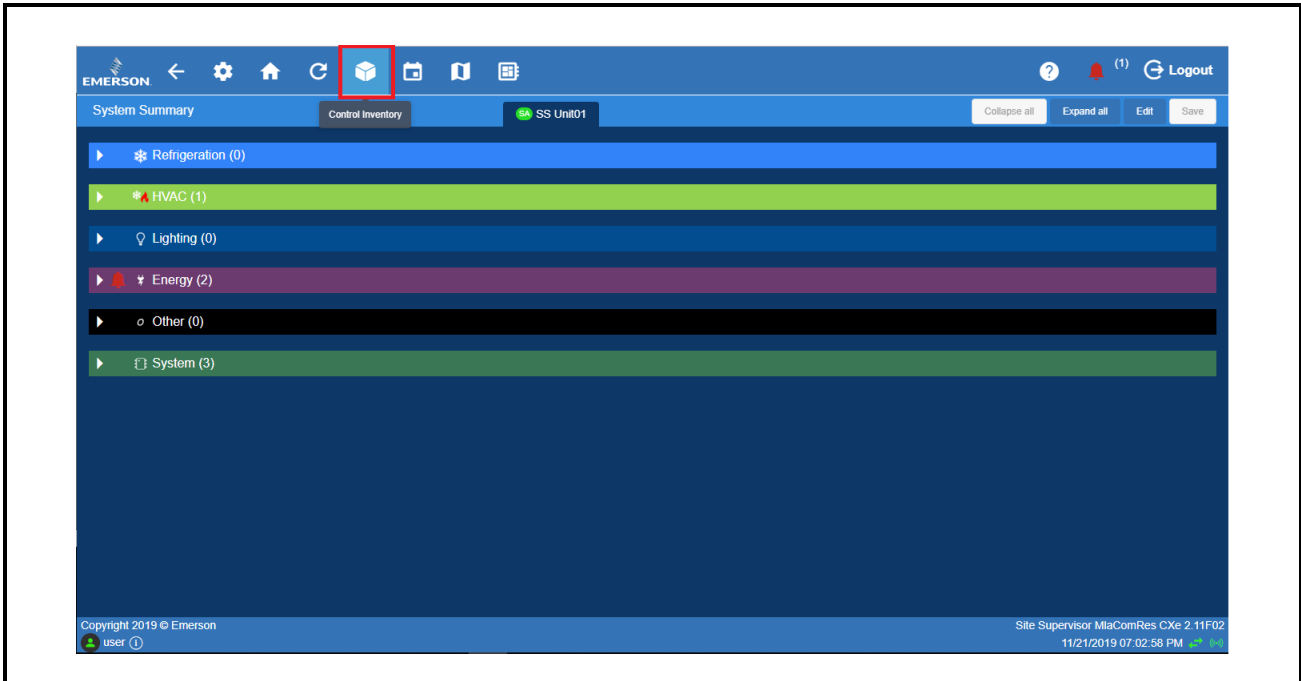 EMERSON
(1) Logout
System Summary
Control Inventory
SA SS Unit01
Collapse all Expand all Edit Save
Refrigeration (0)
HVAC (1)
Lighting (0)
Energy (2)
Other (0)
System (3)
Copyright 2019 © Emerson
user
Site Supervisor MlaComRes CXe 2.11F02
11/21/2019 07:02:58 PM